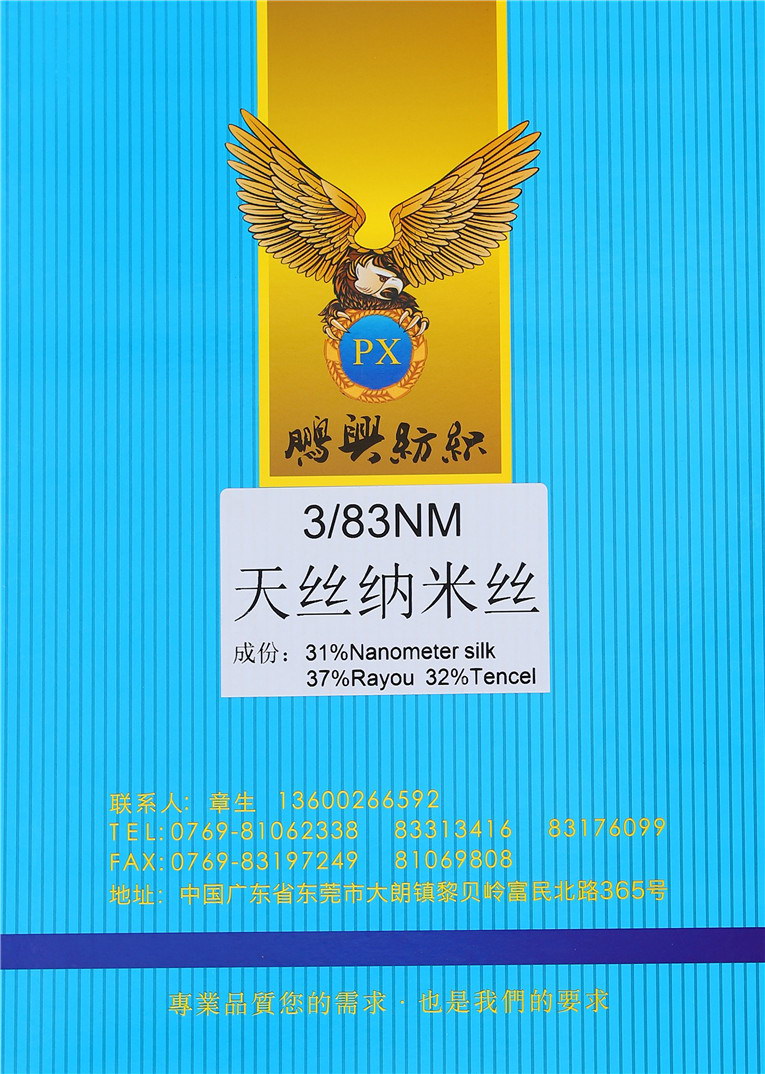 PX
鵬興紡织
3/83NM
天丝纳米丝
成份：31%Nanometer silk
37%Rayou 32%Tencel
联系人：章生 13600266592
TEL:0769-81062338 83313416 83176099
FAX:0769-83197249 81069808
地址：中国广东省东莞市大朗镇黎贝岭富民北路365号
專業品質您的需求·也是我們的要求